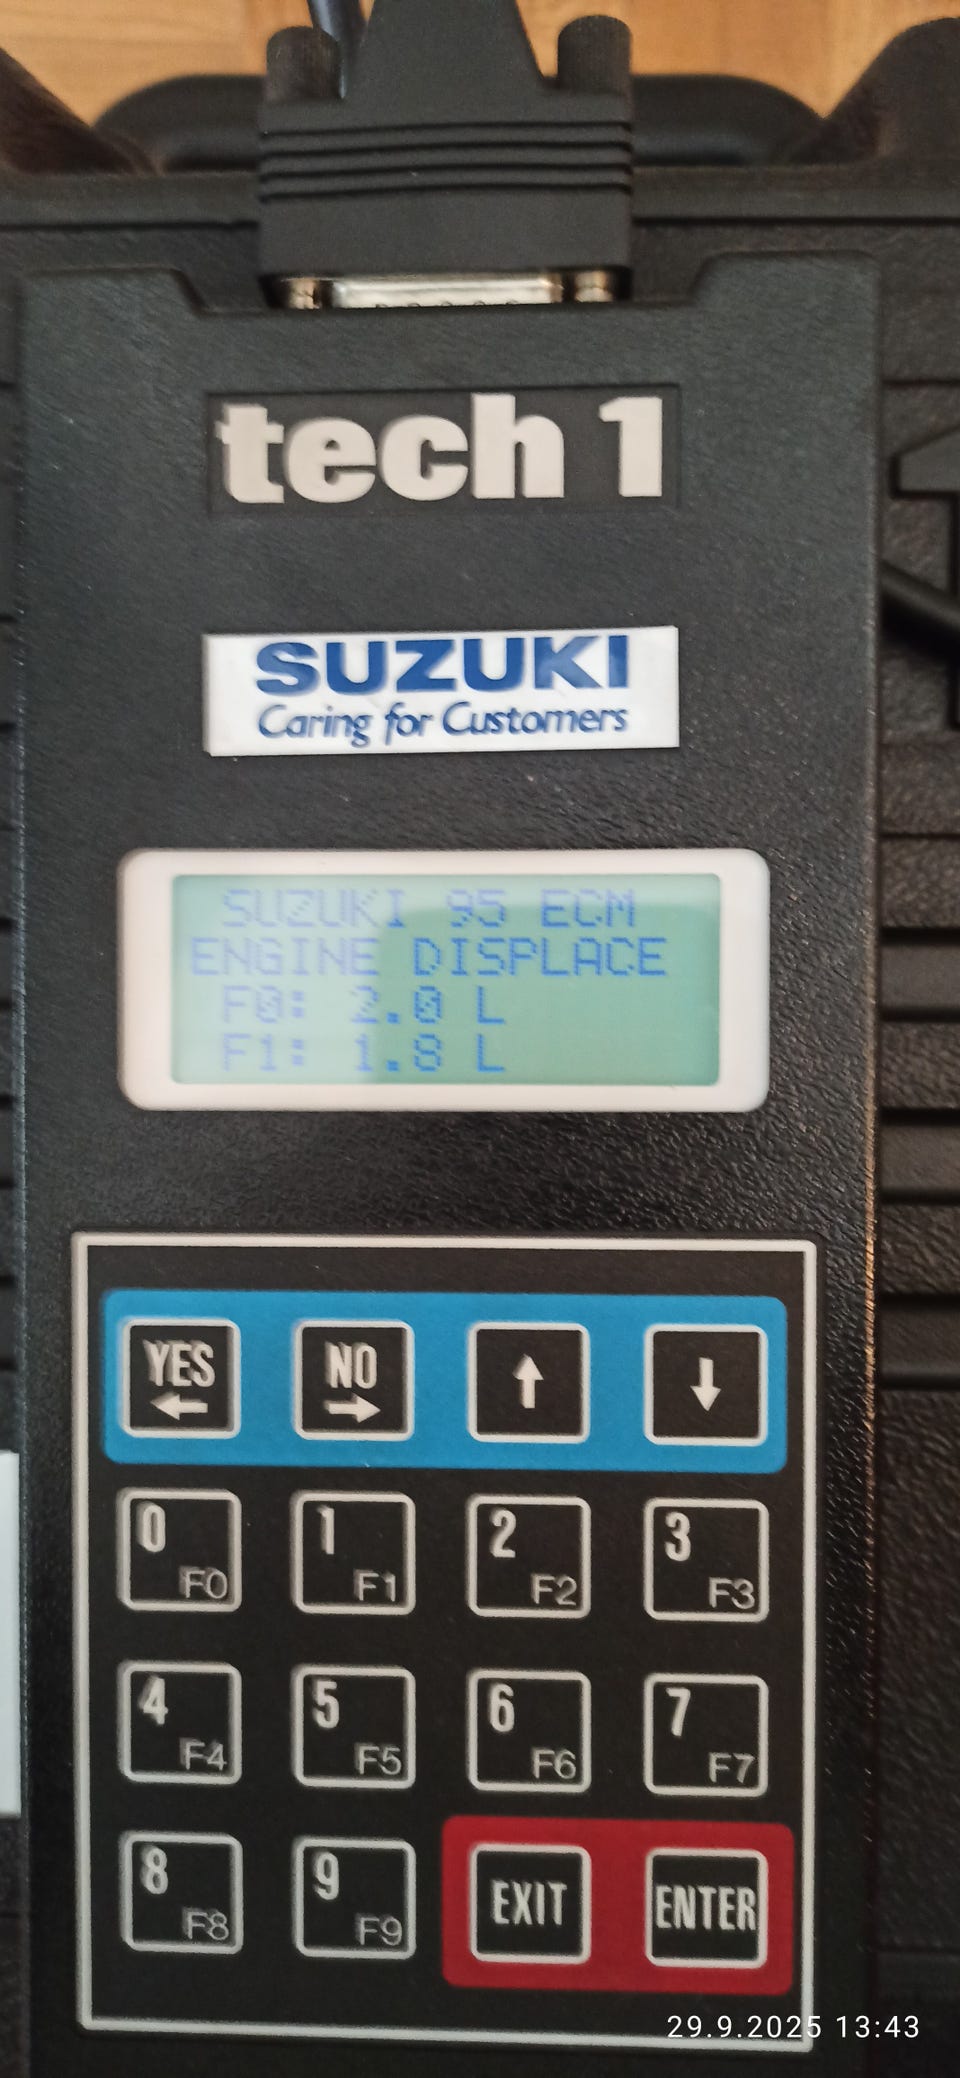 tech 1
SUZUKI
Caring for Customers
SUZUKI 95 ECM
ENGINE DISPLACE
F0: 2.0 L
F1: 1.8 L
YES NO
0 F0 1 F1 2 F2 3 F3
4 F4 5 F5 6 F6 7 F7
8 F8 9 F9 EXIT ENTER
29.9.2025 13:43